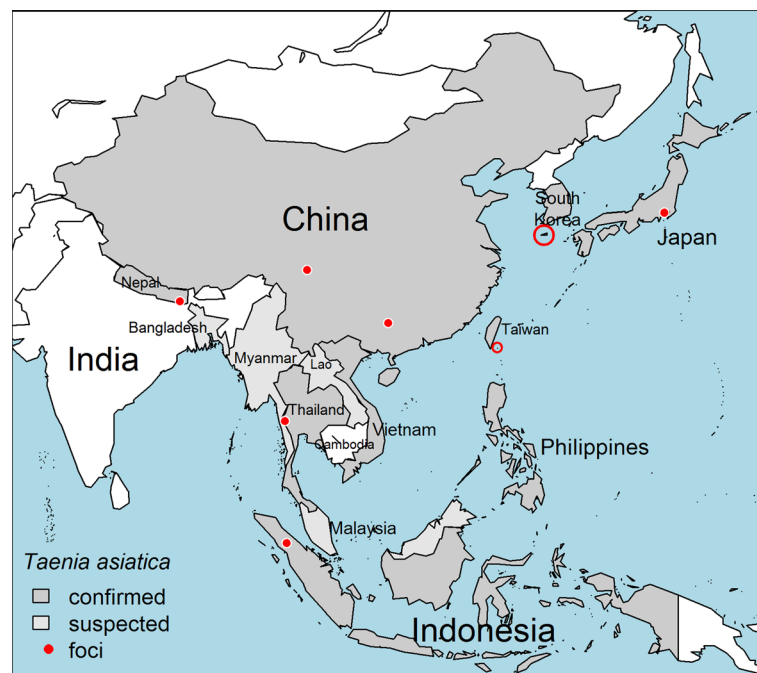 China
South
Korea
Japan
Nepal
Bangladesh
India
Myanmar
Lao
Taiwan
Thailand
Vietnam
Cambodia
Philippines
Malaysia
Indonesia
Taenia asiatica
confirmed
suspected
foci